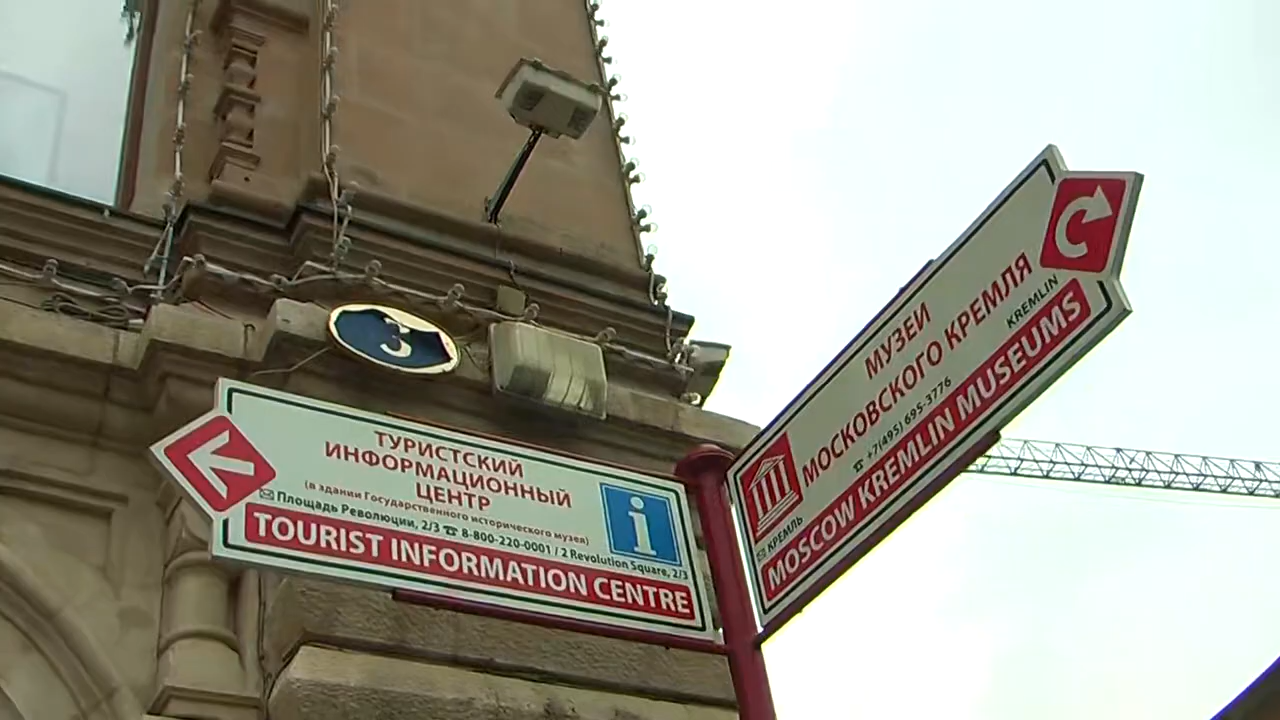 3
ТУРИСТСКИЙ
ИНФОРМАЦИОННЫЙ
ЦЕНТР
(в здании Государственного исторического музея)
Площадь Революции, 2/3 ☎ 8-800-220-0001 / 2 Revolution Square, 2/3
TOURIST INFORMATION CENTRE
i
МУЗЕИ
МОСКОВСКОГО КРЕМЛЯ
КРЕМЛЬ ☎ +7(495) 695-3776 KREMLIN
MOSCOW KREMLIN MUSEUMS